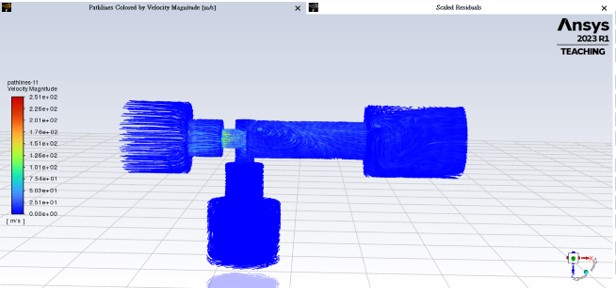 Pathlines Colored by Velocity Magnitude [m/s]
Scaled Residuals
Ansys
2023 R1
TEACHING
pathlines-11
Velocity Magnitude
2.51e+02
2.26e+02
2.01e+02
1.76e+02
1.51e+02
1.26e+02
1.01e+02
7.54e+01
5.03e+01
2.51e+01
0.00e+00
[ m/s ]